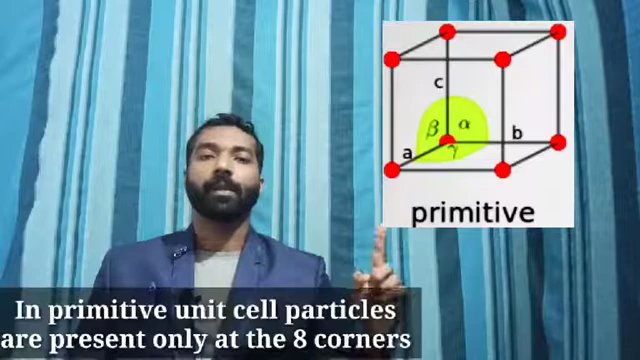 c
β α
b
a
γ
primitive
In primitive unit cell particles
are present only at the 8 corners